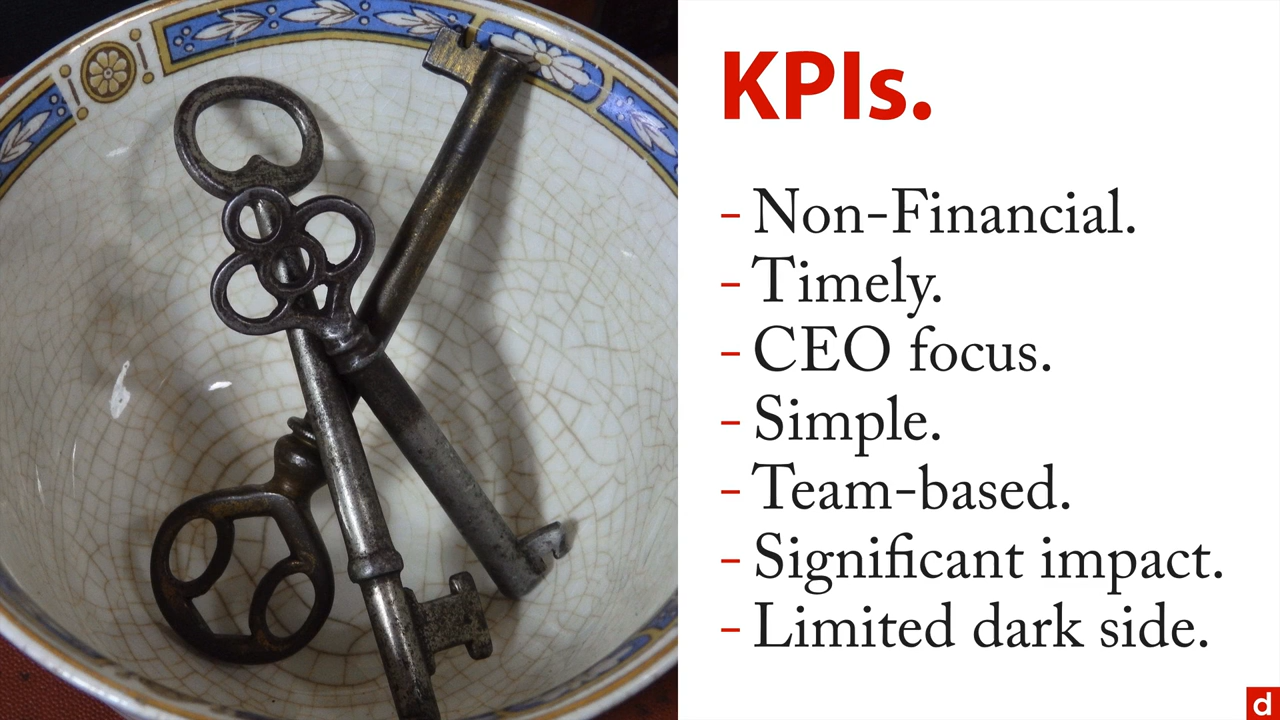 KPIs.
- Non-Financial.
- Timely.
- CEO focus.
- Simple.
- Team-based.
- Significant impact.
- Limited dark side.
d